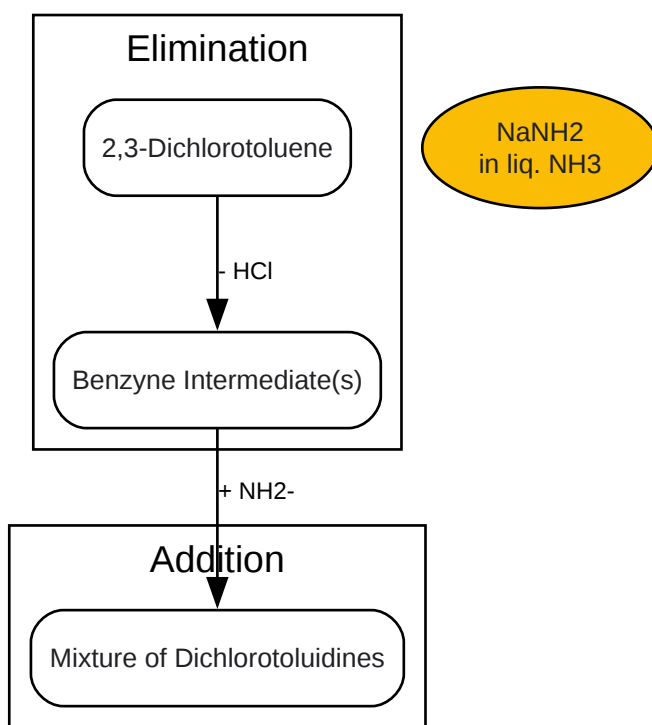 Elimination
2,3-Dichlorotoluene
NaNH2
in liq. NH3
- HCl
Benzyne Intermediate(s)
+ NH2-
Addition
Mixture of Dichlorotoluidines